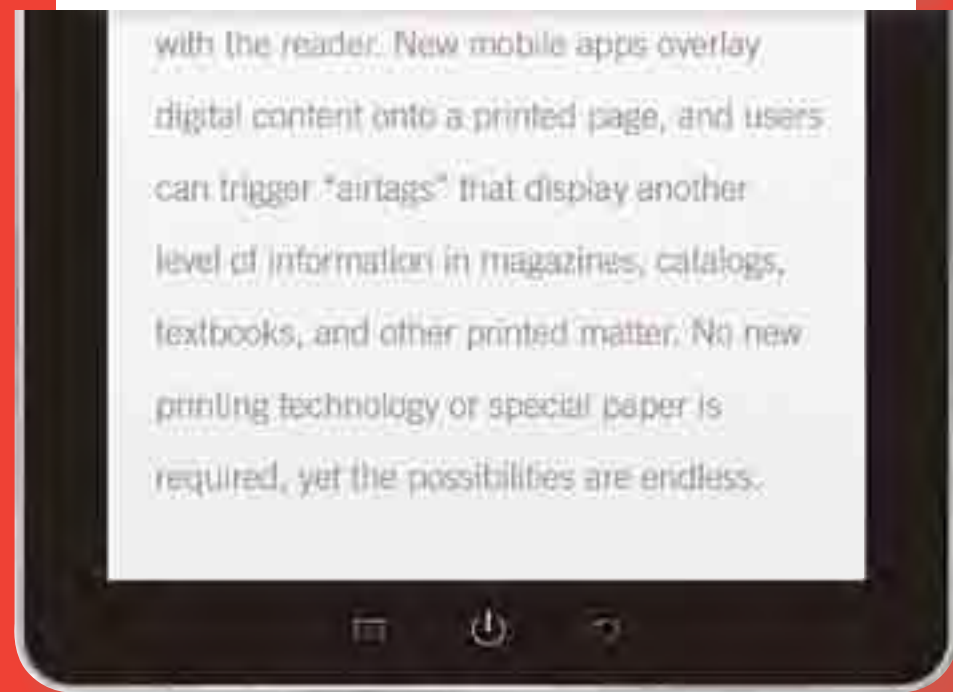 with the reader. New mobile apps overlay
digital content onto a printed page, and users
can trigger "airtags" that display another
level of information in magazines, catalogs,
textbooks, and other printed matter. No new
printing technology or special paper is
required, yet the possibilities are endless.